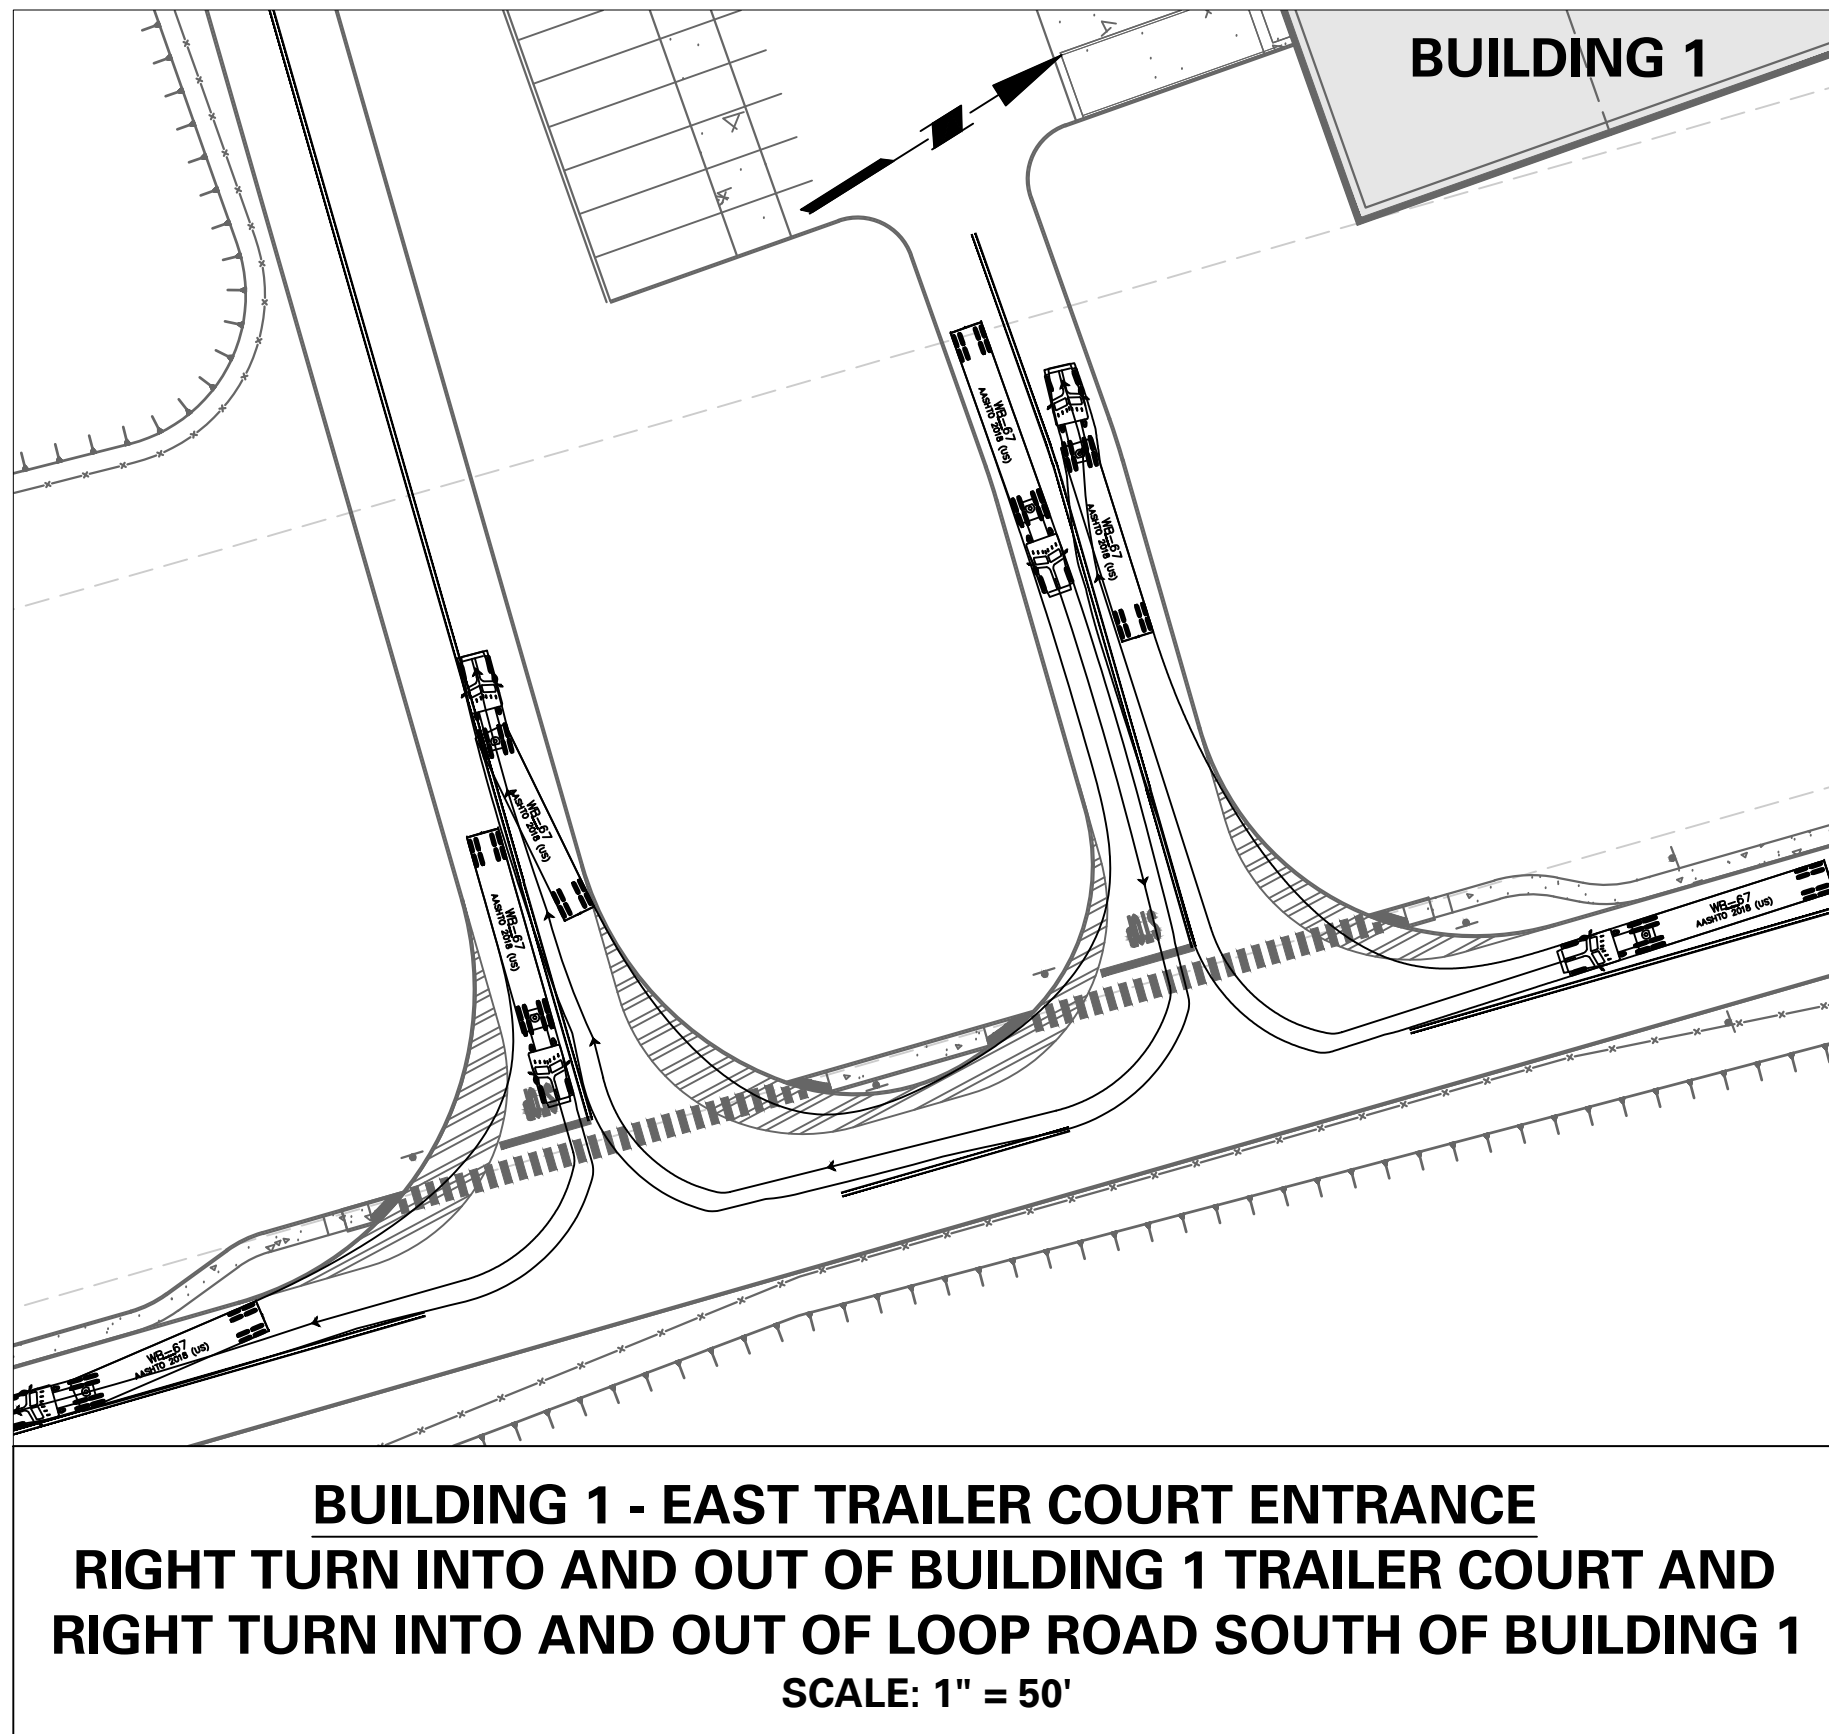 BUILDING 1
WB-67
AASHTO 2018 (US)
WB-67
AASHTO 2018 (US)
WB-67
AASHTO 2018 (US)
WB-67
AASHTO 2018 (US)
WB-67
AASHTO 2018 (US)
WB-67
AASHTO 2018 (US)
BUILDING 1 - EAST TRAILER COURT ENTRANCE
RIGHT TURN INTO AND OUT OF BUILDING 1 TRAILER COURT AND
RIGHT TURN INTO AND OUT OF LOOP ROAD SOUTH OF BUILDING 1
SCALE: 1" = 50'